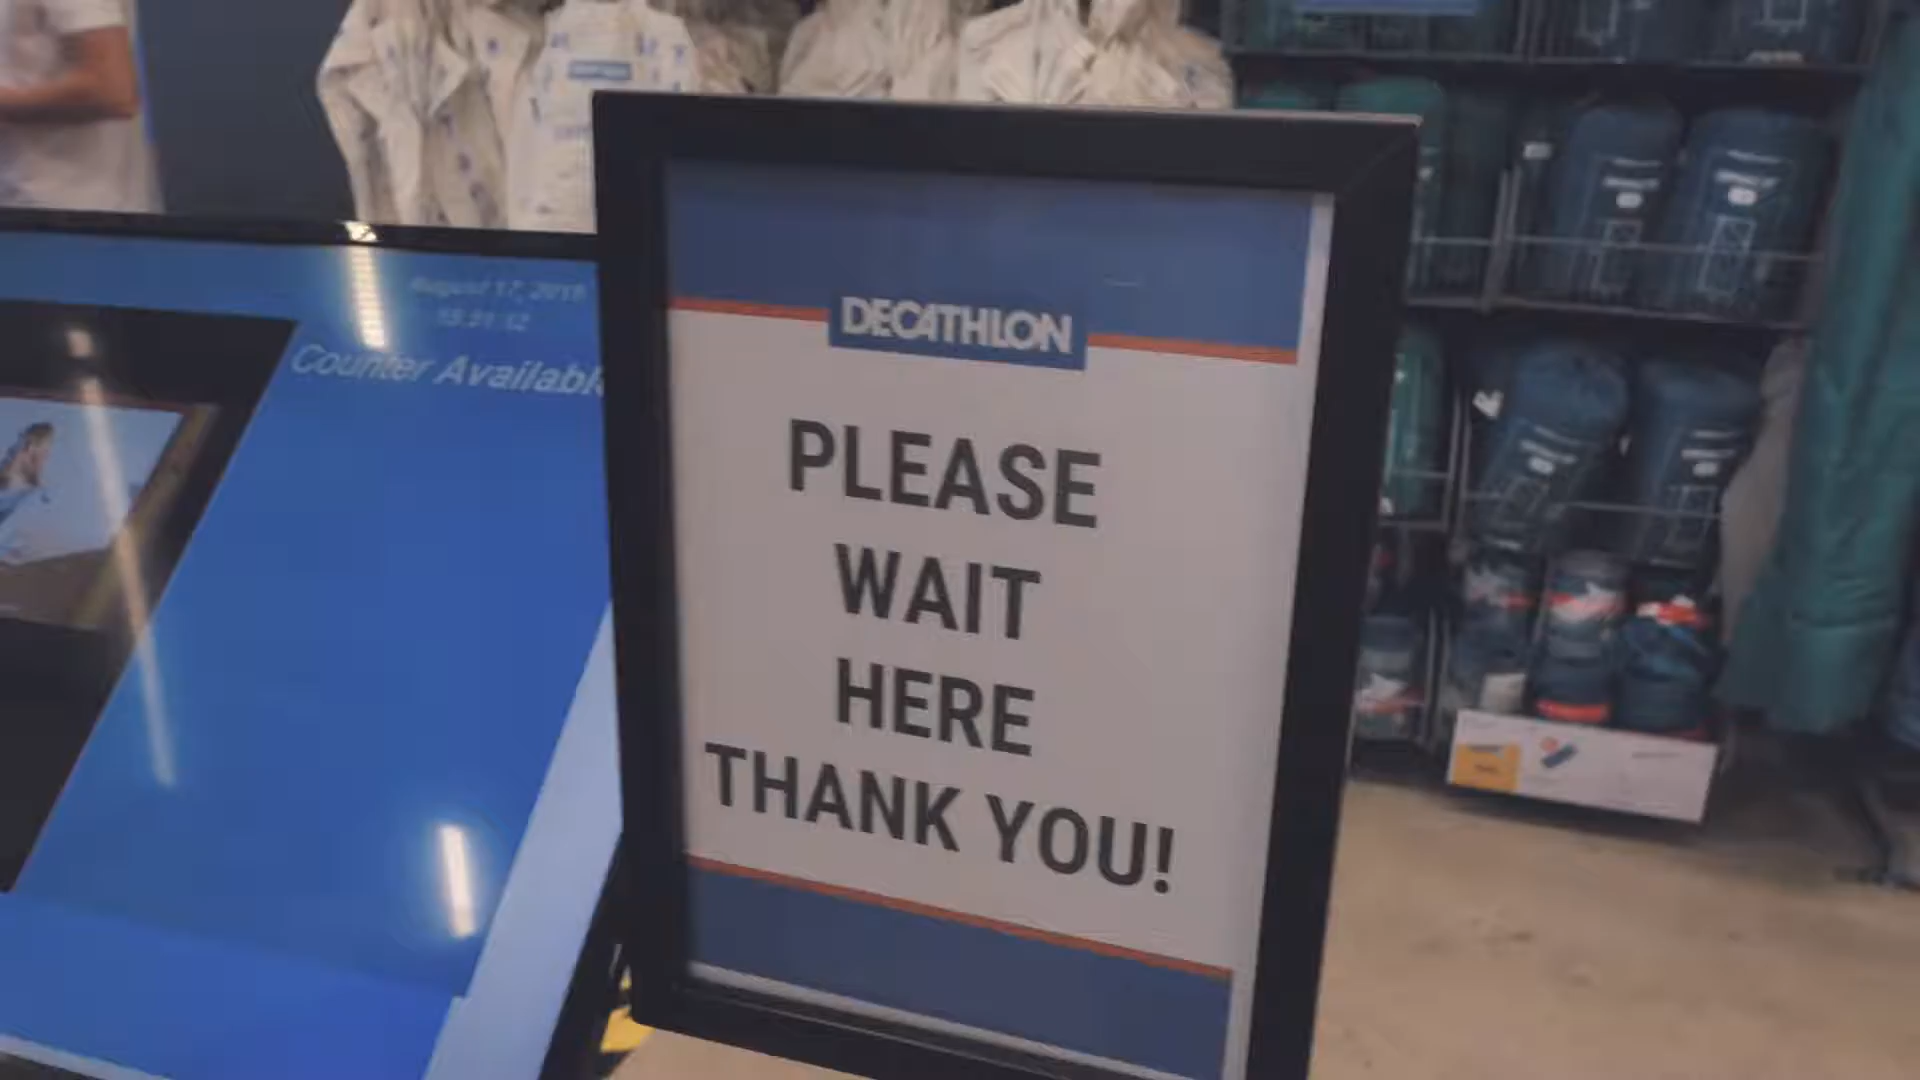 Counter Available
DECATHLON
PLEASE
WAIT
HERE
THANK YOU!